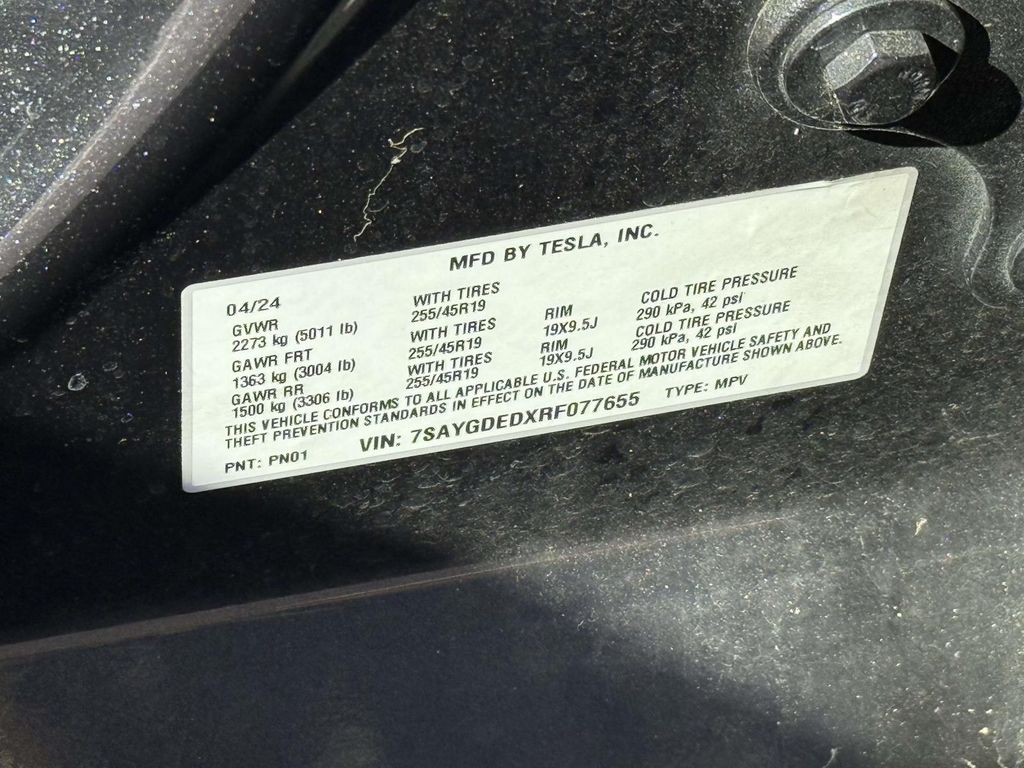 MFD BY TESLA, INC.
04/24
GVWR WITH TIRES RIM COLD TIRE PRESSURE
2273 kg (5011 lb) 255/45R19 19X9.5J 290 kPa, 42 psi
GAWR FRT WITH TIRES RIM COLD TIRE PRESSURE
1363 kg (3004 lb) 255/45R19 19X9.5J 290 kPa, 42 psi
GAWR RR WITH TIRES
1500 kg (3306 lb) 255/45R19
THIS VEHICLE CONFORMS TO ALL APPLICABLE U.S. FEDERAL MOTOR VEHICLE SAFETY AND
THEFT PREVENTION STANDARDS IN EFFECT ON THE DATE OF MANUFACTURE SHOWN ABOVE.
PNT: PN01 VIN: 7SAYGDEDXRF077655 TYPE: MPV